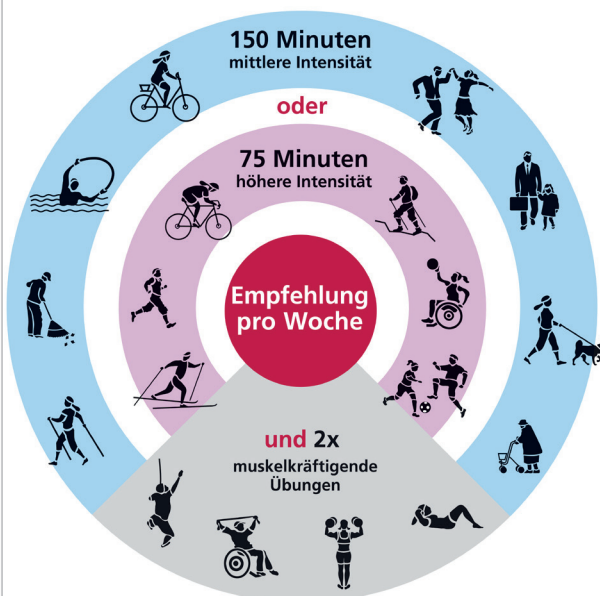 150 Minuten
mittlere Intensität
oder
75 Minuten
höhere Intensität
Empfehlung
pro Woche
und 2x
muskelkräftigende
Übungen